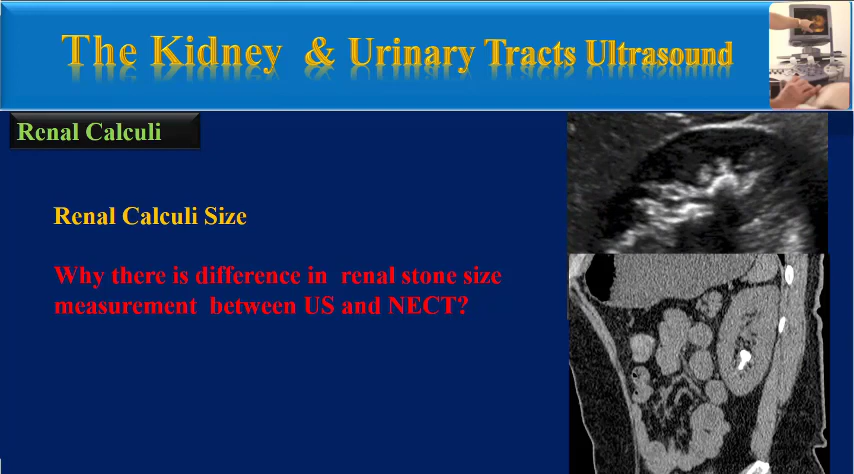 The Kidney & Urinary Tracts Ultrasound
Renal Calculi
Renal Calculi Size
Why there is difference in renal stone size
measurement between US and NECT?